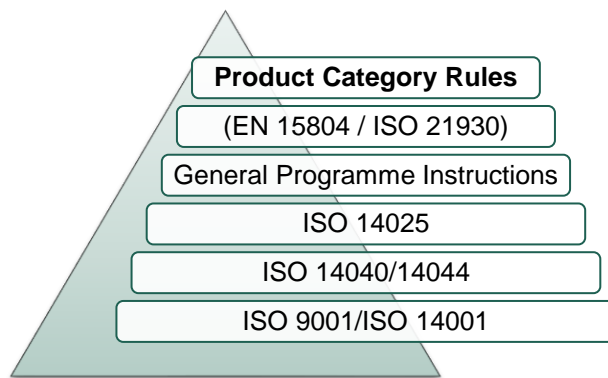 Product Category Rules
(EN 15804 / ISO 21930)
General Programme Instructions
ISO 14025
ISO 14040/14044
ISO 9001/ISO 14001